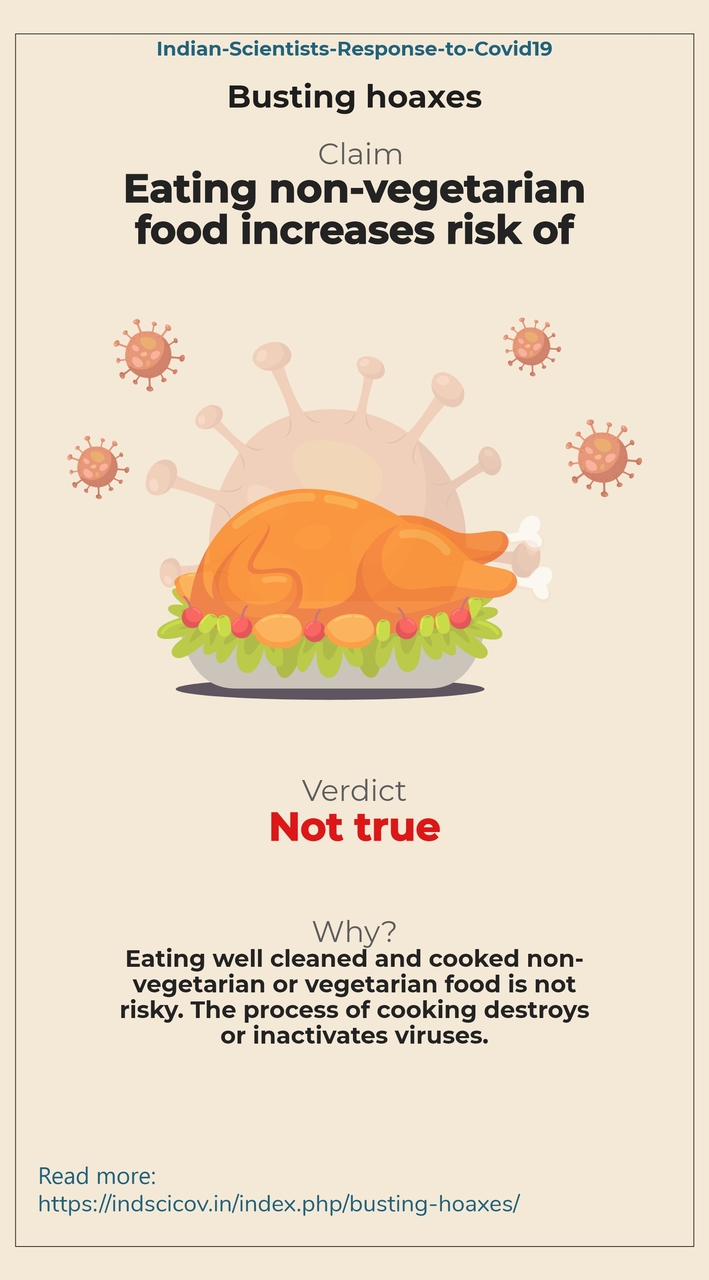 Indian-Scientists-Response-to-Covid19
Busting hoaxes
Claim
Eating non-vegetarian
food increases risk of
Verdict
Not true
Why?
Eating well cleaned and cooked non-
vegetarian or vegetarian food is not
risky. The process of cooking destroys
or inactivates viruses.
Read more:
https://indscicov.in/index.php/busting-hoaxes/